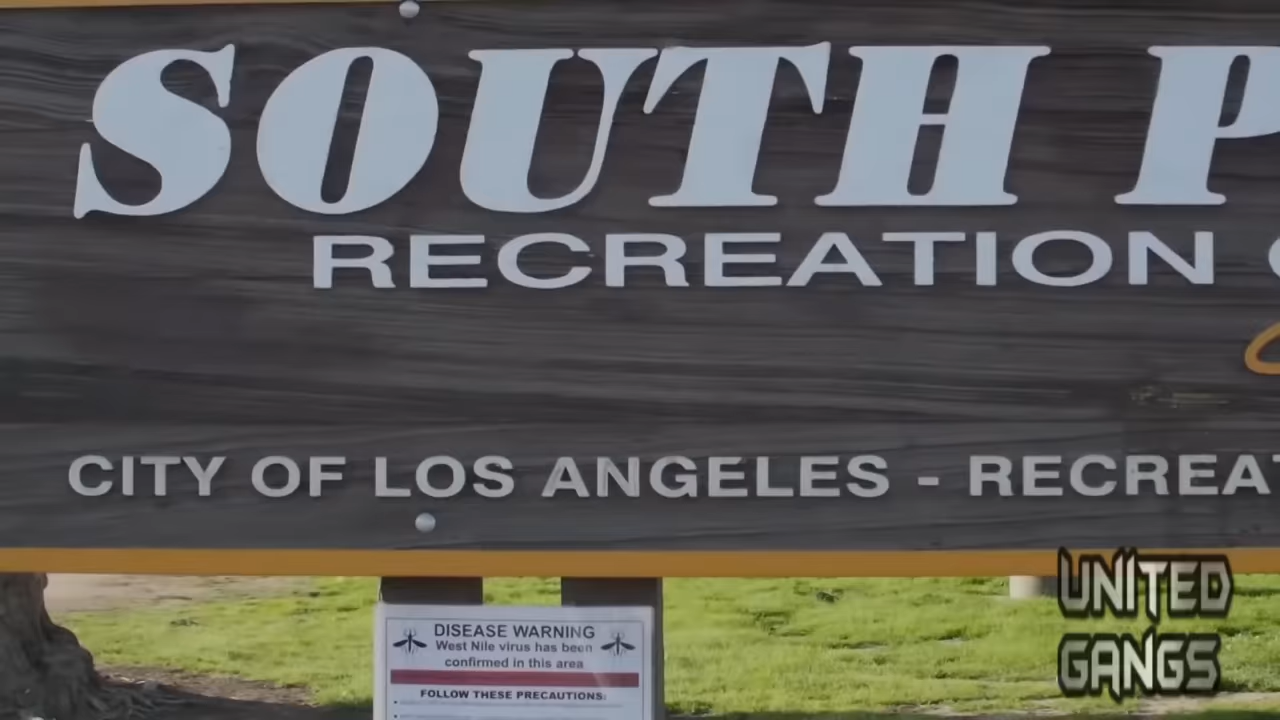 SOUTH P
RECREATION
CITY OF LOS ANGELES - RECREAT
DISEASE WARNING
West Nile virus has been
confirmed in this area
FOLLOW THESE PRECAUTIONS:
UNITED
GANGS